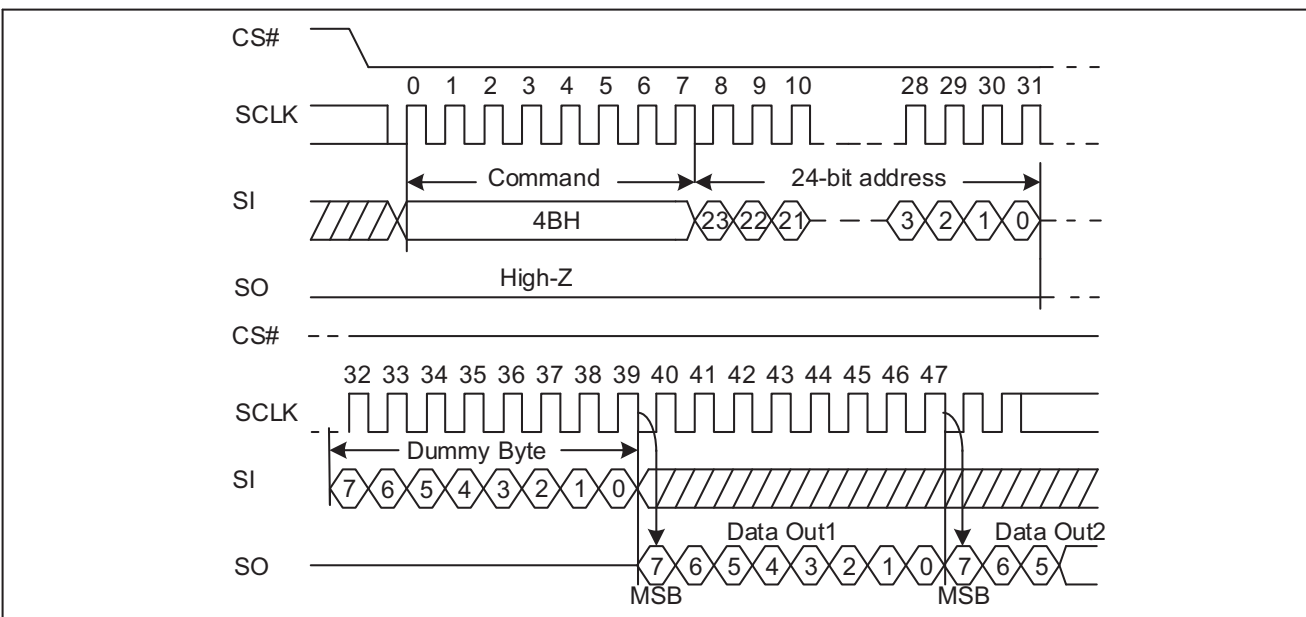 CS#
0 1 2 3 4 5 6 7 8 9 10 28 29 30 31
SCLK
Command 24-bit address
SI
4BH 23 22 21 3 2 1 0
High-Z
SO
CS#
32 33 34 35 36 37 38 39 40 41 42 43 44 45 46 47
SCLK
Dummy Byte
SI
7 6 5 4 3 2 1 0
Data Out1 Data Out2
SO
7 6 5 4 3 2 1 0 7 6 5
MSB MSB